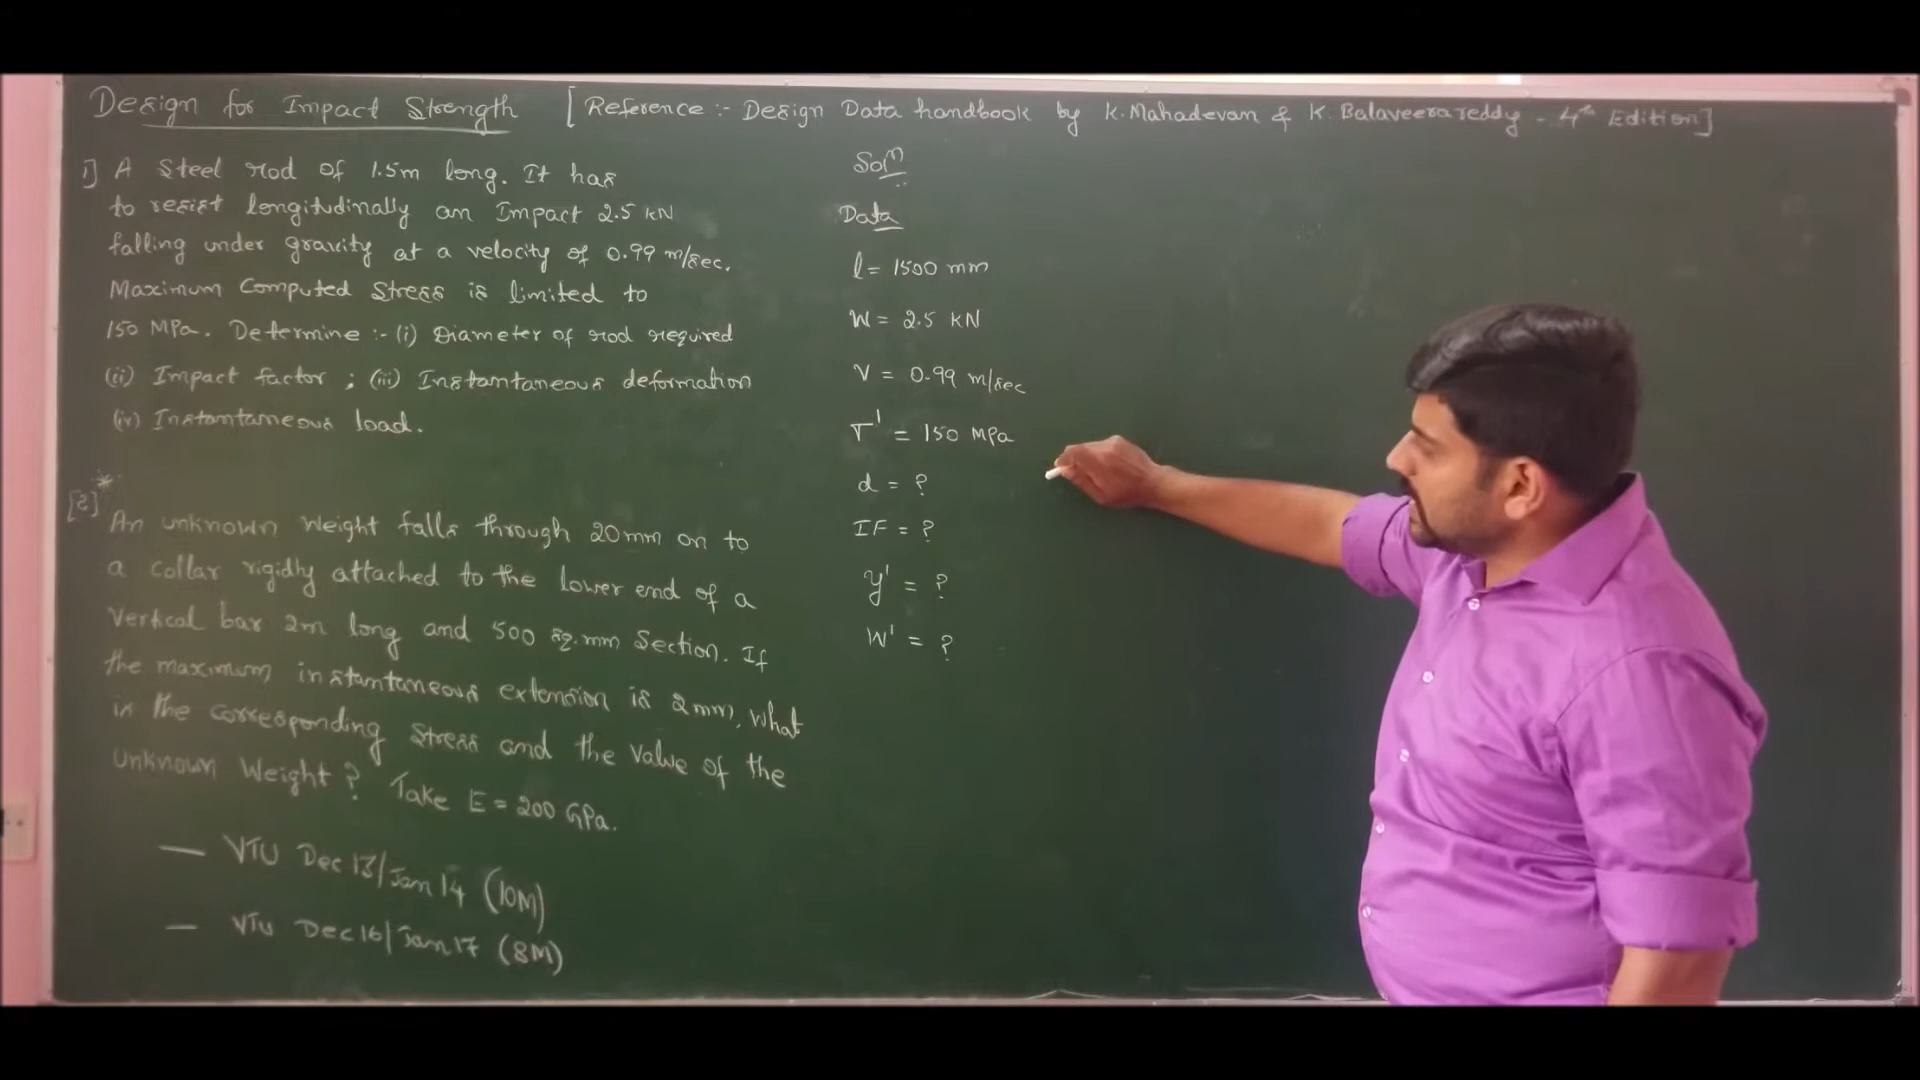 Design for Impact Strength [Reference :- Design Data handbook by K. Mahadevan & K. Balaveera reddy - 4th Edition]
1] A Steel rod of 1.5m long. It has
to resist longitudinally an Impact 2.5 KN
falling under gravity at a velocity of 0.99 m/sec.
Maximum Computed Stress is limited to
150 MPa. Determine :- (i) Diameter of rod required
(ii) Impact factor ; (iii) Instantaneous deformation
(iv) Instantaneous load.
[2]*
An unknown Weight falls through 20mm on to
a collar rigidly attached to the lower end of a
Vertical bar 2m long and 500 sq.mm Section. If
the maximum instantaneous extension is 2mm, What
is the corresponding stress and the value of the
unknown Weight ? Take E = 200 GPa.
— VTU Dec 13/Jan 14 (10M)
— VTU Dec 16/Jan 17 (8M)
Soln
Data
l = 1500 mm
W = 2.5 KN
V = 0.99 m/sec
σ' = 150 MPa
d = ?
IF = ?
y' = ?
W' = ?